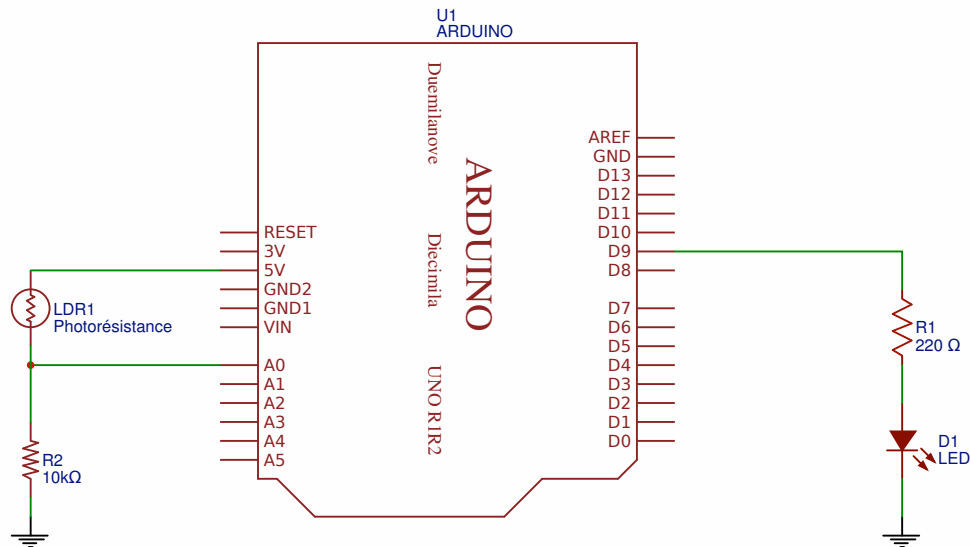 U1
ARDUINO
Duemilanove
Diecimila
UNO R1R2
ARDUINO
RESET
3V
5V
GND2
GND1
VIN
A0
A1
A2
A3
A4
A5
AREF
GND
D13
D12
D11
D10
D9
D8
D7
D6
D5
D4
D3
D2
D1
D0
LDR1
Photorésistance
R2
10kΩ
R1
220 Ω
D1
LED